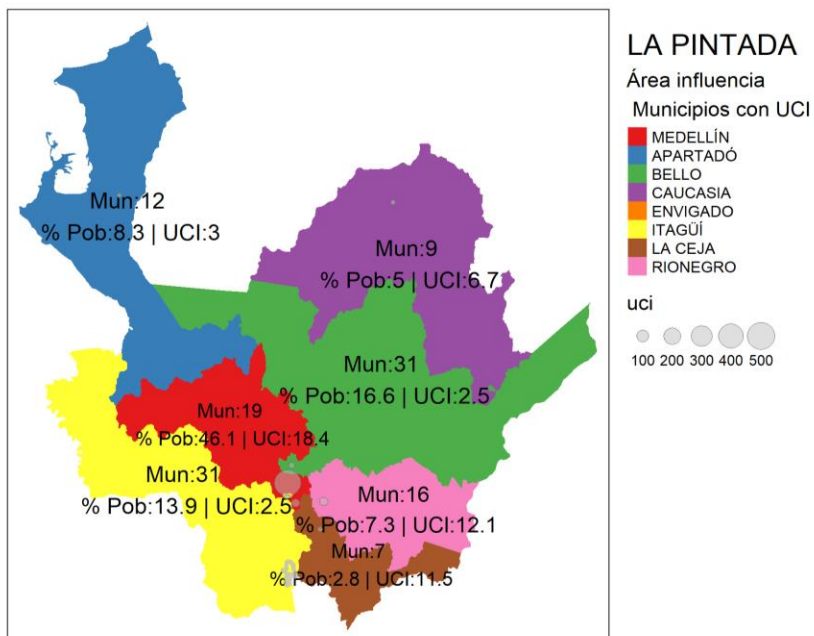 LA PINTADA
Área influencia
Municipios con UCI
MEDELLÍN
APARTADÓ
BELLO
CAUCASIA
ENVIGADO
ITAGÜÍ
LA CEJA
RIONEGRO
uci
100 200 300 400 500
Mun:12
% Pob:8.3 | UCI:3
Mun:9
% Pob:5 | UCI:6.7
Mun:31
% Pob:16.6 | UCI:2.5
Mun:19
% Pob:46.1 | UCI:18.4
Mun:31
% Pob:13.9 | UCI:2.5
Mun:16
% Pob:7.3 | UCI:12.1
Mun:7
% Pob:2.8 | UCI:11.5